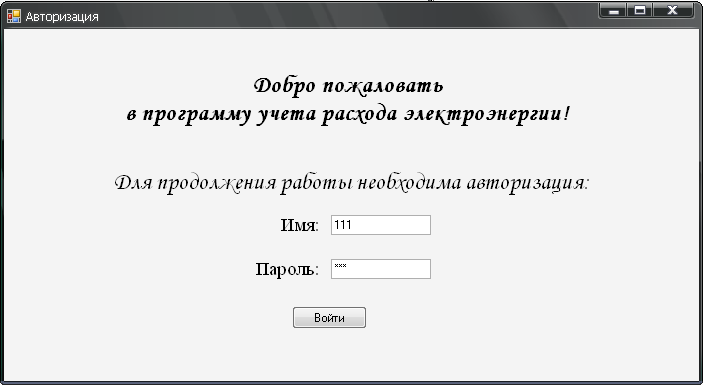 Авторизация
Добро пожаловать
в программу учета расхода электроэнергии!
Для продолжения работы необходима авторизация:
Имя: 111
Пароль: ***
Войти